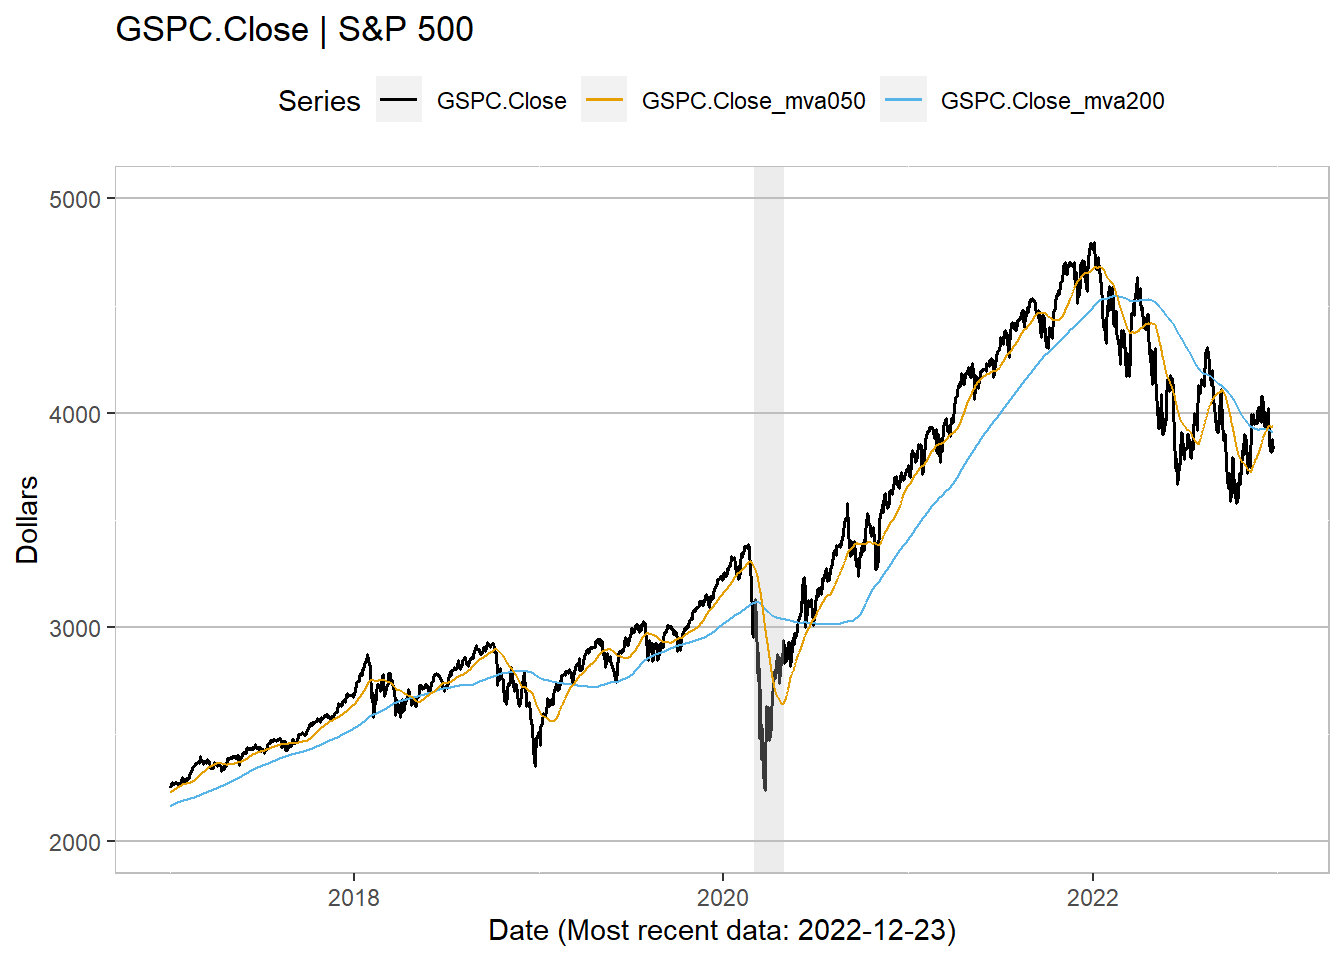 GSPC.Close | S&P 500
Series GSPC.Close GSPC.Close_mva050 GSPC.Close_mva200
5000
4000
3000
2000
Dollars
2018 2020 2022
Date (Most recent data: 2022-12-23)